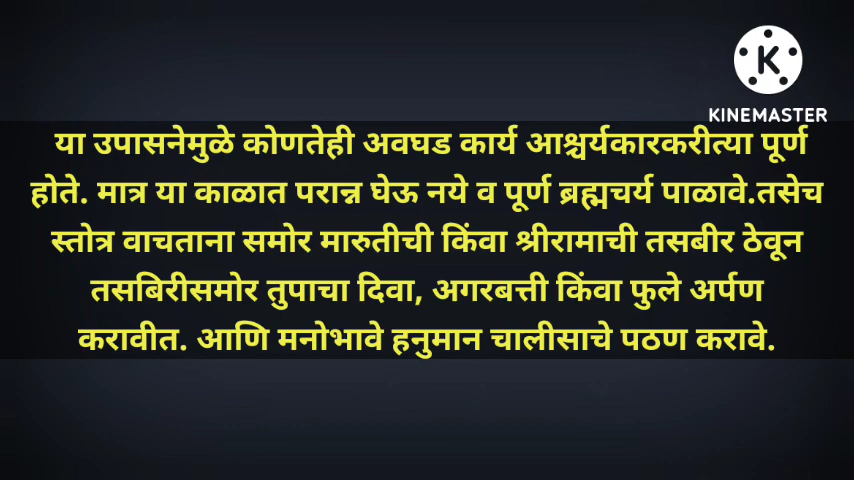 KINEMASTER
या उपासनेमुळे कोणतेही अवघड कार्य आश्चर्यकारकरीत्या पूर्ण
होते. मात्र या काळात परान्न घेऊ नये व पूर्ण ब्रह्मचर्य पाळावे.तसेच
स्तोत्र वाचताना समोर मारुतीची किंवा श्रीरामाची तसबीर ठेवून
तसबिरीसमोर तुपाचा दिवा, अगरबत्ती किंवा फुले अर्पण
करावीत. आणि मनोभावे हनुमान चालीसाचे पठण करावे.